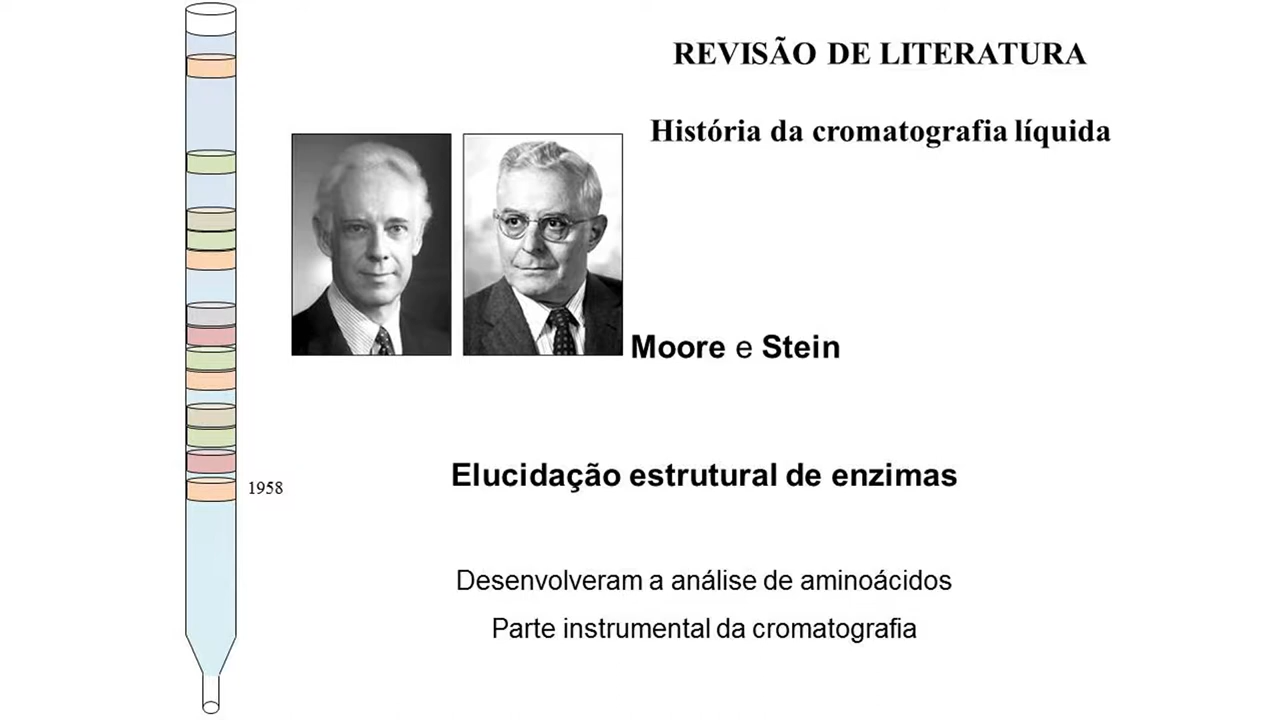 REVISÃO DE LITERATURA
História da cromatografia líquida
Moore e Stein
Elucidação estrutural de enzimas
1958
Desenvolveram a análise de aminoácidos
Parte instrumental da cromatografia